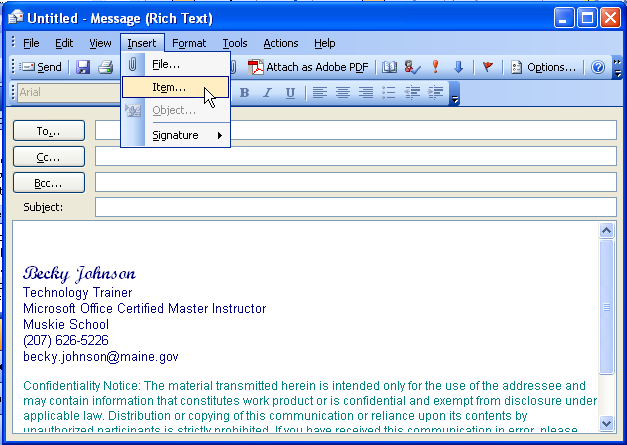 Untitled - Message (Rich Text)
File Edit View Insert Format Tools Actions Help
Send Attach as Adobe PDF Options...
Arial B I U
File...
Item...
Object...
Signature
To...
Cc...
Bcc...
Subject:
Becky Johnson
Technology Trainer
Microsoft Office Certified Master Instructor
Muskie School
(207) 626-5226
becky.johnson@maine.gov
Confidentiality Notice: The material transmitted herein is intended only for the use of the addressee and
may contain information that constitutes work product or is confidential and exempt from disclosure under
applicable law. Distribution or copying of this communication or reliance upon its contents by
unauthorized participants is strictly prohibited. If you have received this communication in error, please